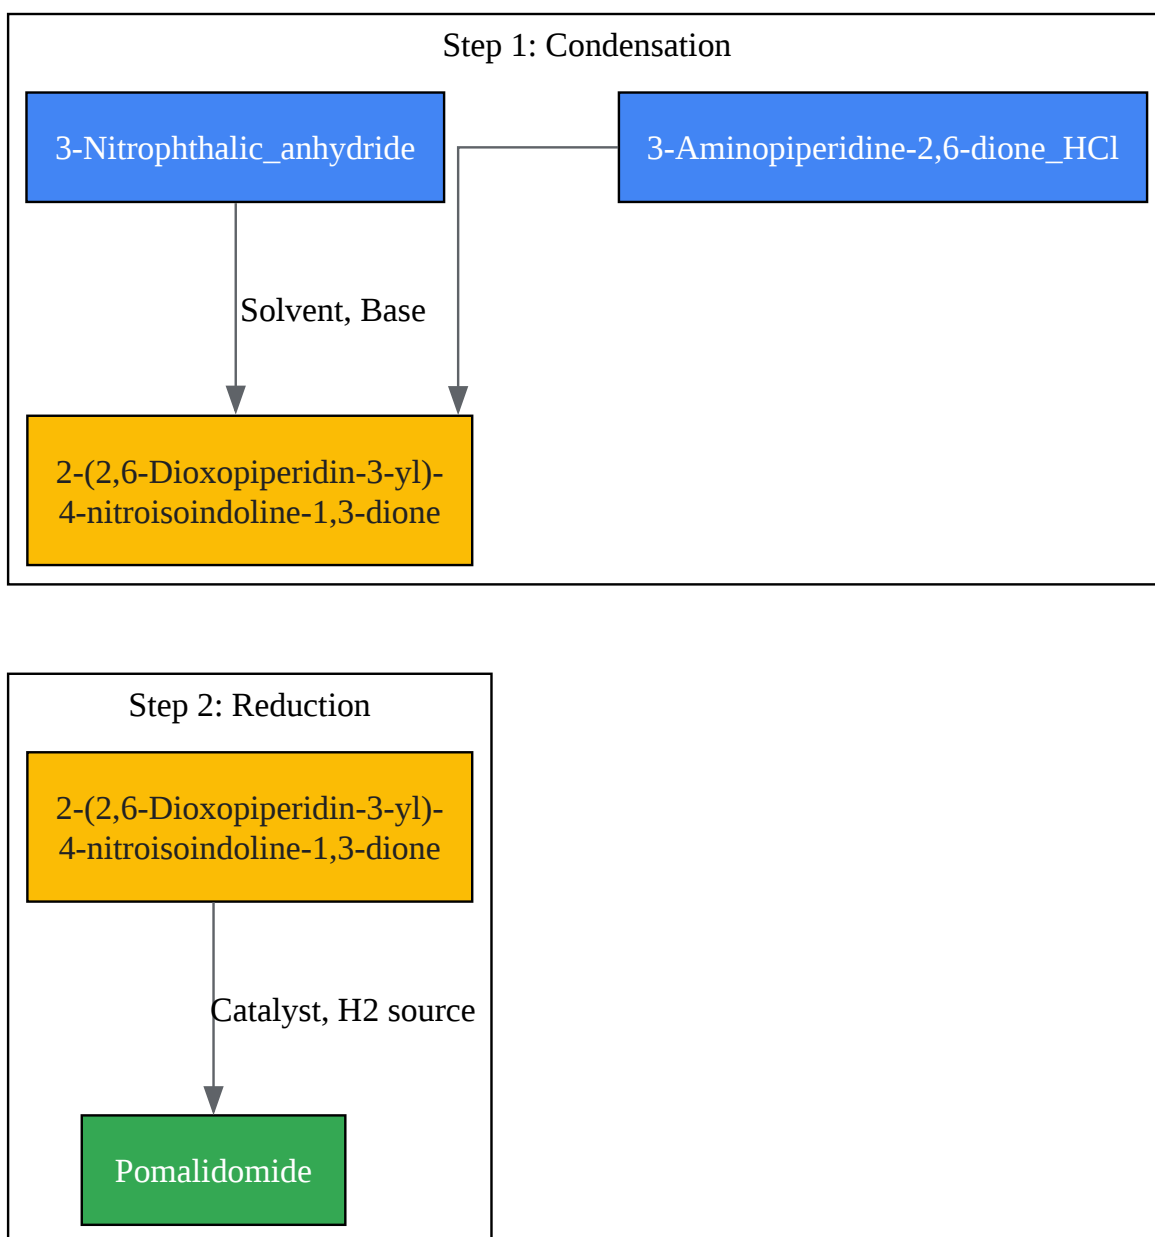 Step 1: Condensation
3-Nitrophthalic_anhydride
3-Aminopiperidine-2,6-dione_HCl
Solvent, Base
2-(2,6-Dioxopiperidin-3-yl)-
4-nitroisoindoline-1,3-dione
Step 2: Reduction
2-(2,6-Dioxopiperidin-3-yl)-
4-nitroisoindoline-1,3-dione
Catalyst, H2 source
Pomalidomide